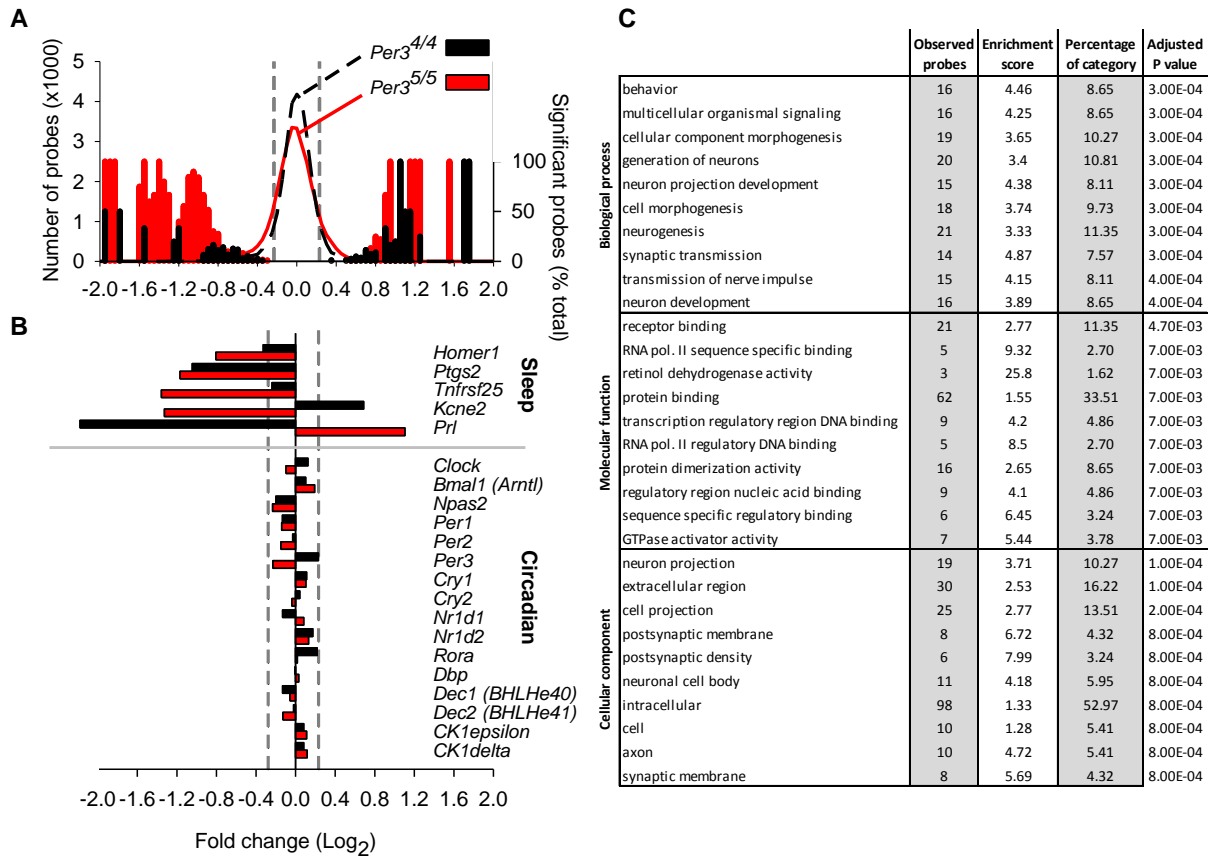 A
Number of probes (x1000)
5
4
3
2
1
0
Per3 4/4
Per3 5/5
Significant probes (% total)
100
50
0
-2.0 -1.6 -1.2 -0.8 -0.4 0.0 0.4 0.8 1.2 1.6 2.0
B
Homer1
Ptgs2
Tnfrsf25
Kcne2
Prl
Sleep
Clock
Bmal1 (Arntl)
Npas2
Per1
Per2
Per3
Cry1
Cry2
Nr1d1
Nr1d2
Rora
Dbp
Dec1 (BHLHe40)
Dec2 (BHLHe41)
CK1epsilon
CK1delta
Circadian
-2.0 -1.6 -1.2 -0.8 -0.4 0.0 0.4 0.8 1.2 1.6 2.0
Fold change (Log2)
C
Observed probes Enrichment score Percentage of category Adjusted P value
Biological process
behavior 16 4.46 8.65 3.00E-04
multicellular organismal signaling 16 4.25 8.65 3.00E-04
cellular component morphogenesis 19 3.65 10.27 3.00E-04
generation of neurons 20 3.4 10.81 3.00E-04
neuron projection development 15 4.38 8.11 3.00E-04
cell morphogenesis 18 3.74 9.73 3.00E-04
neurogenesis 21 3.33 11.35 3.00E-04
synaptic transmission 14 4.87 7.57 3.00E-04
transmission of nerve impulse 15 4.15 8.11 4.00E-04
neuron development 16 3.89 8.65 4.00E-04
Molecular function
receptor binding 21 2.77 11.35 4.70E-03
RNA pol. II sequence specific binding 5 9.32 2.70 7.00E-03
retinol dehydrogenase activity 3 25.8 1.62 7.00E-03
protein binding 62 1.55 33.51 7.00E-03
transcription regulatory region DNA binding 9 4.2 4.86 7.00E-03
RNA pol. II regulatory DNA binding 5 8.5 2.70 7.00E-03
protein dimerization activity 16 2.65 8.65 7.00E-03
regulatory region nucleic acid binding 9 4.1 4.86 7.00E-03
sequence specific regulatory binding 6 6.45 3.24 7.00E-03
GTPase activator activity 7 5.44 3.78 7.00E-03
Cellular component
neuron projection 19 3.71 10.27 1.00E-04
extracellular region 30 2.53 16.22 1.00E-04
cell projection 25 2.77 13.51 2.00E-04
postsynaptic membrane 8 6.72 4.32 8.00E-04
postsynaptic density 6 7.99 3.24 8.00E-04
neuronal cell body 11 4.18 5.95 8.00E-04
intracellular 98 1.33 52.97 8.00E-04
cell 10 1.28 5.41 8.00E-04
axon 10 4.72 5.41 8.00E-04
synaptic membrane 8 5.69 4.32 8.00E-04